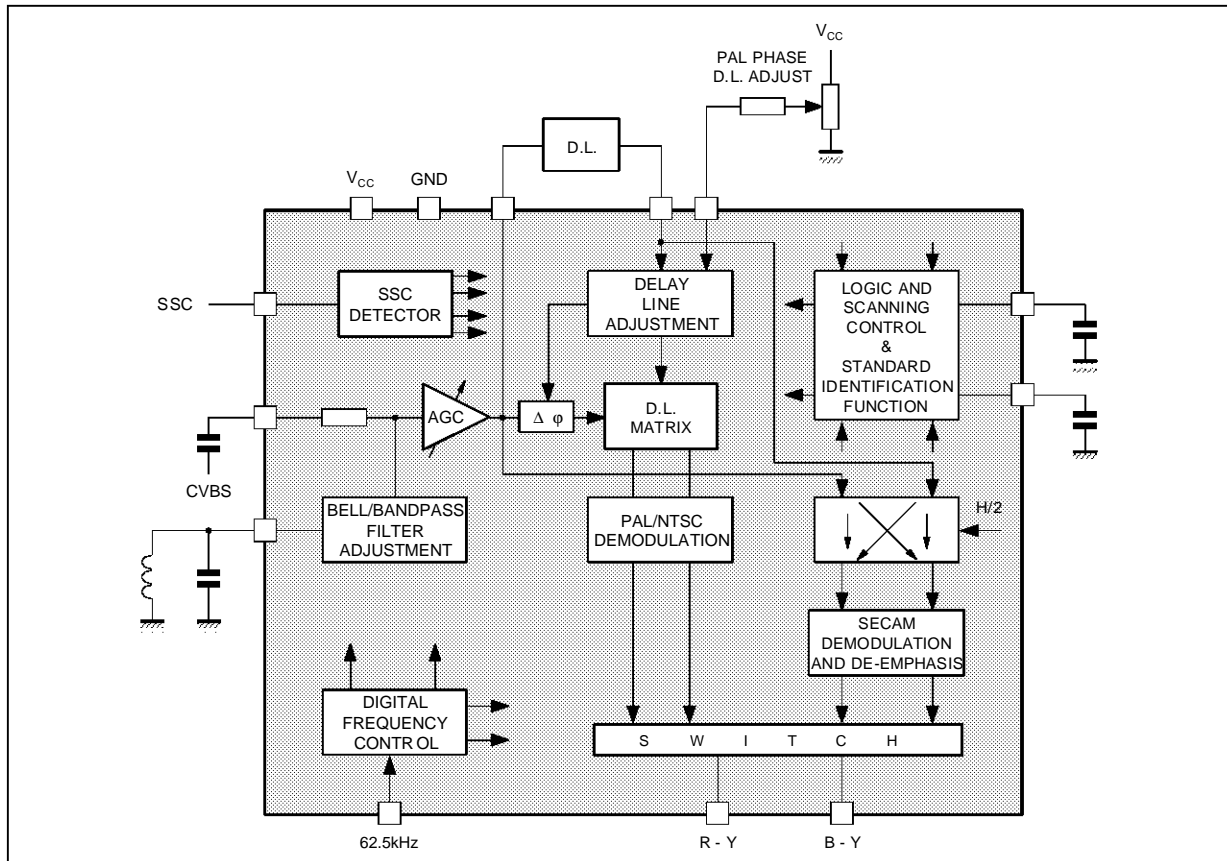 V_CC
PAL PHASE
D.L. ADJUST
D.L.
V_CC
GND
SSC
SSC
DETECTOR
DELAY
LINE
ADJUSTMENT
LOGIC AND
SCANNING
CONTROL
&
STANDARD
IDENTIFICATION
FUNCTION
AGC
Δ φ
D.L.
MATRIX
CVBS
BELL/BANDPASS
FILTER
ADJUSTMENT
PAL/NTSC
DEMODULATION
H/2
SECAM
DEMODULATION
AND DE-EMPHASIS
DIGITAL
FREQUENCY
CONTROL
S W I T C H
62.5kHz
R - Y
B - Y